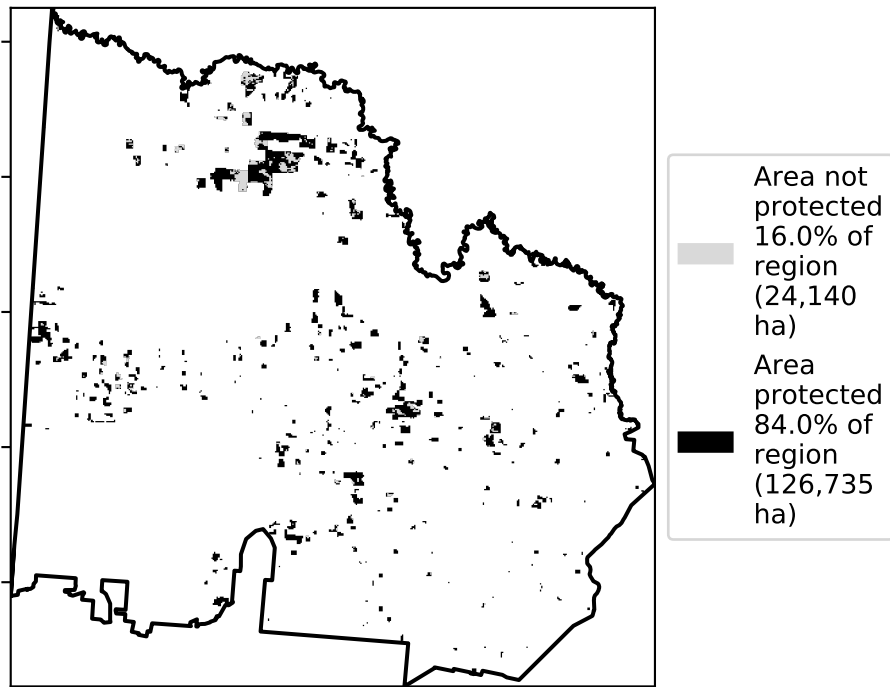 Area not
protected
16.0% of
region
(24,140
ha)
Area
protected
84.0% of
region
(126,735
ha)